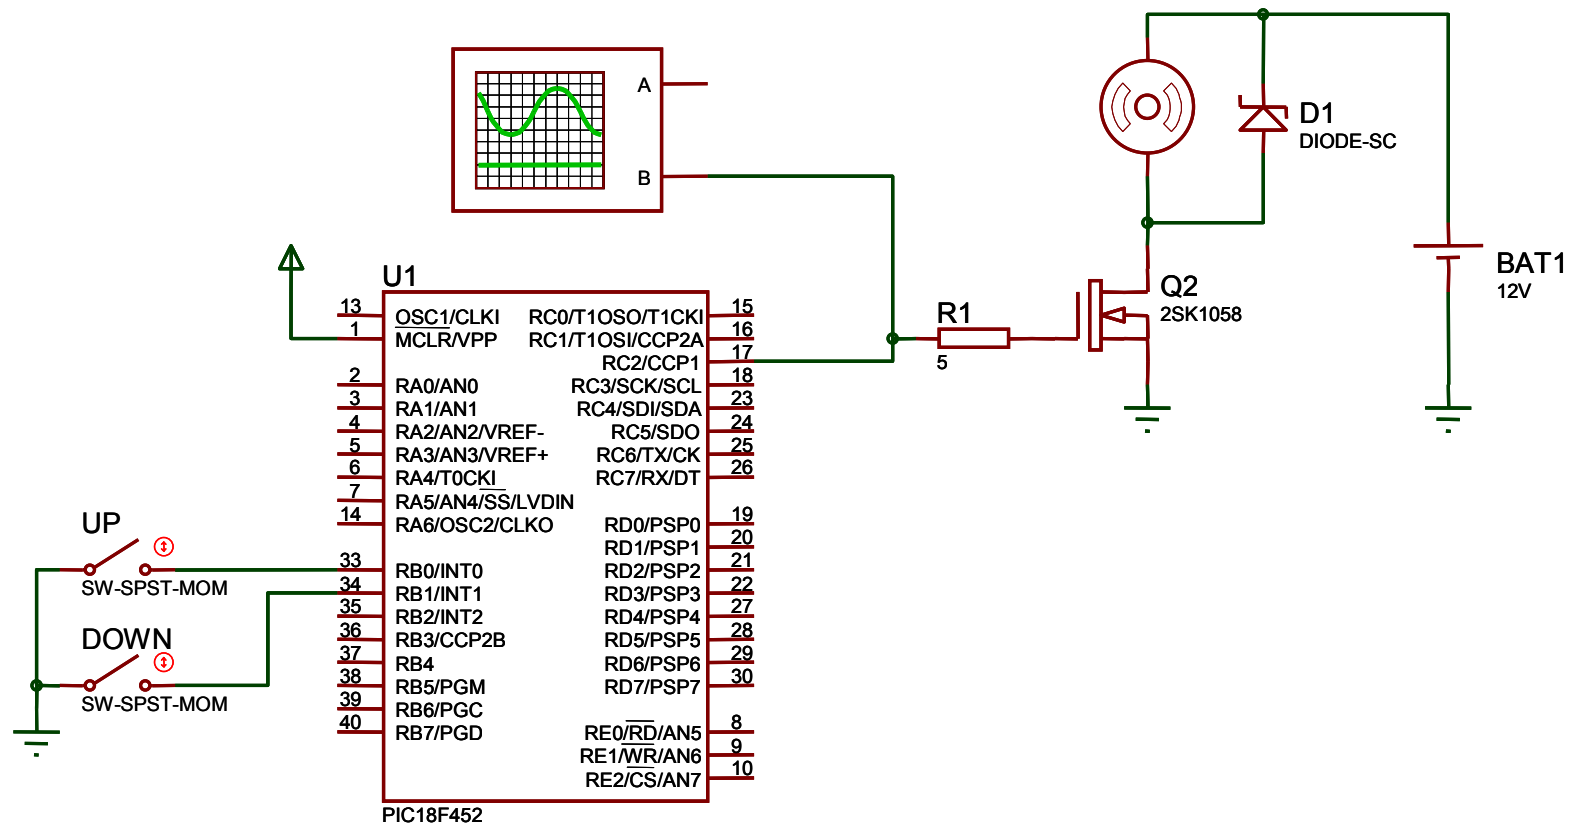 A
B
D1
DIODE-SC
BAT1
12V
Q2
2SK1058
R1
5
U1
13 OSC1/CLKI RC0/T1OSO/T1CKI 15
1 MCLR/VPP RC1/T1OSI/CCP2A 16
RC2/CCP1 17
2 RA0/AN0 RC3/SCK/SCL 18
3 RA1/AN1 RC4/SDI/SDA 23
4 RA2/AN2/VREF- RC5/SDO 24
5 RA3/AN3/VREF+ RC6/TX/CK 25
6 RA4/T0CKI RC7/RX/DT 26
7 RA5/AN4/SS/LVDIN
14 RA6/OSC2/CLKO RD0/PSP0 19
RD1/PSP1 20
33 RB0/INT0 RD2/PSP2 21
34 RB1/INT1 RD3/PSP3 22
35 RB2/INT2 RD4/PSP4 27
36 RB3/CCP2B RD5/PSP5 28
37 RB4 RD6/PSP6 29
38 RB5/PGM RD7/PSP7 30
39 RB6/PGC
40 RB7/PGD RE0/RD/AN5 8
RE1/WR/AN6 9
RE2/CS/AN7 10
PIC18F452
UP
SW-SPST-MOM
DOWN
SW-SPST-MOM